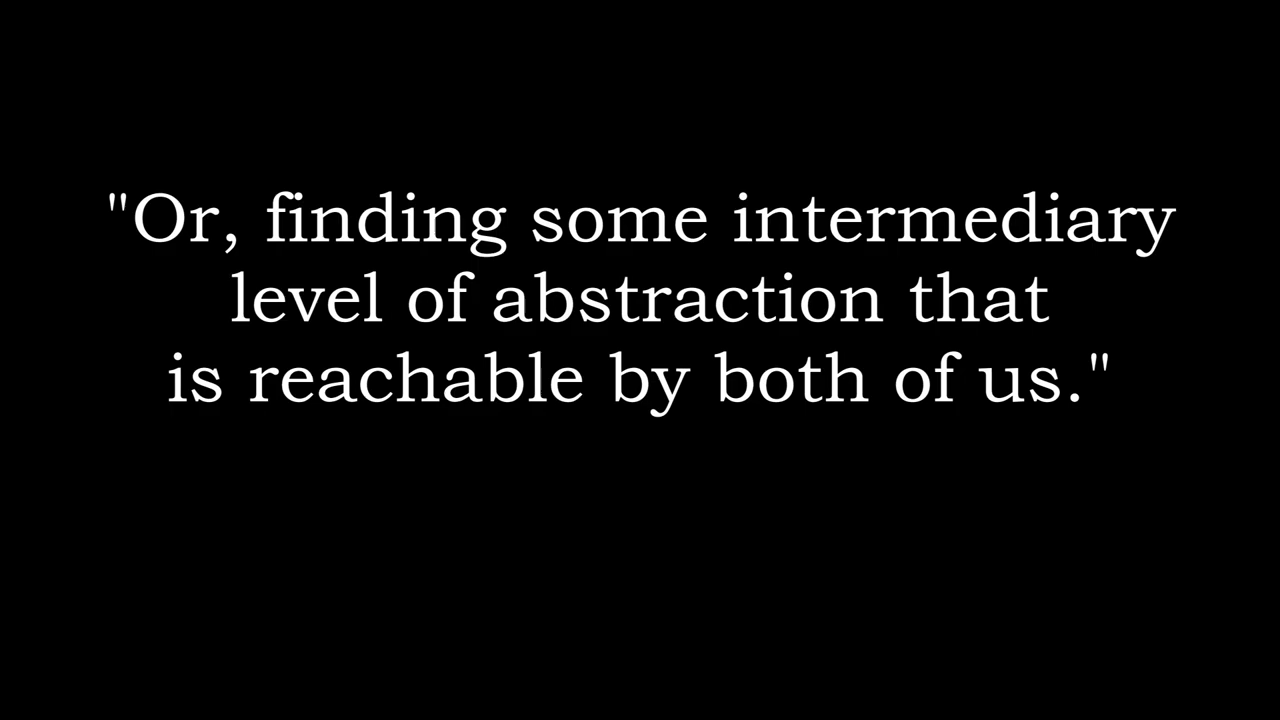 "Or, finding some intermediary
level of abstraction that
is reachable by both of us."